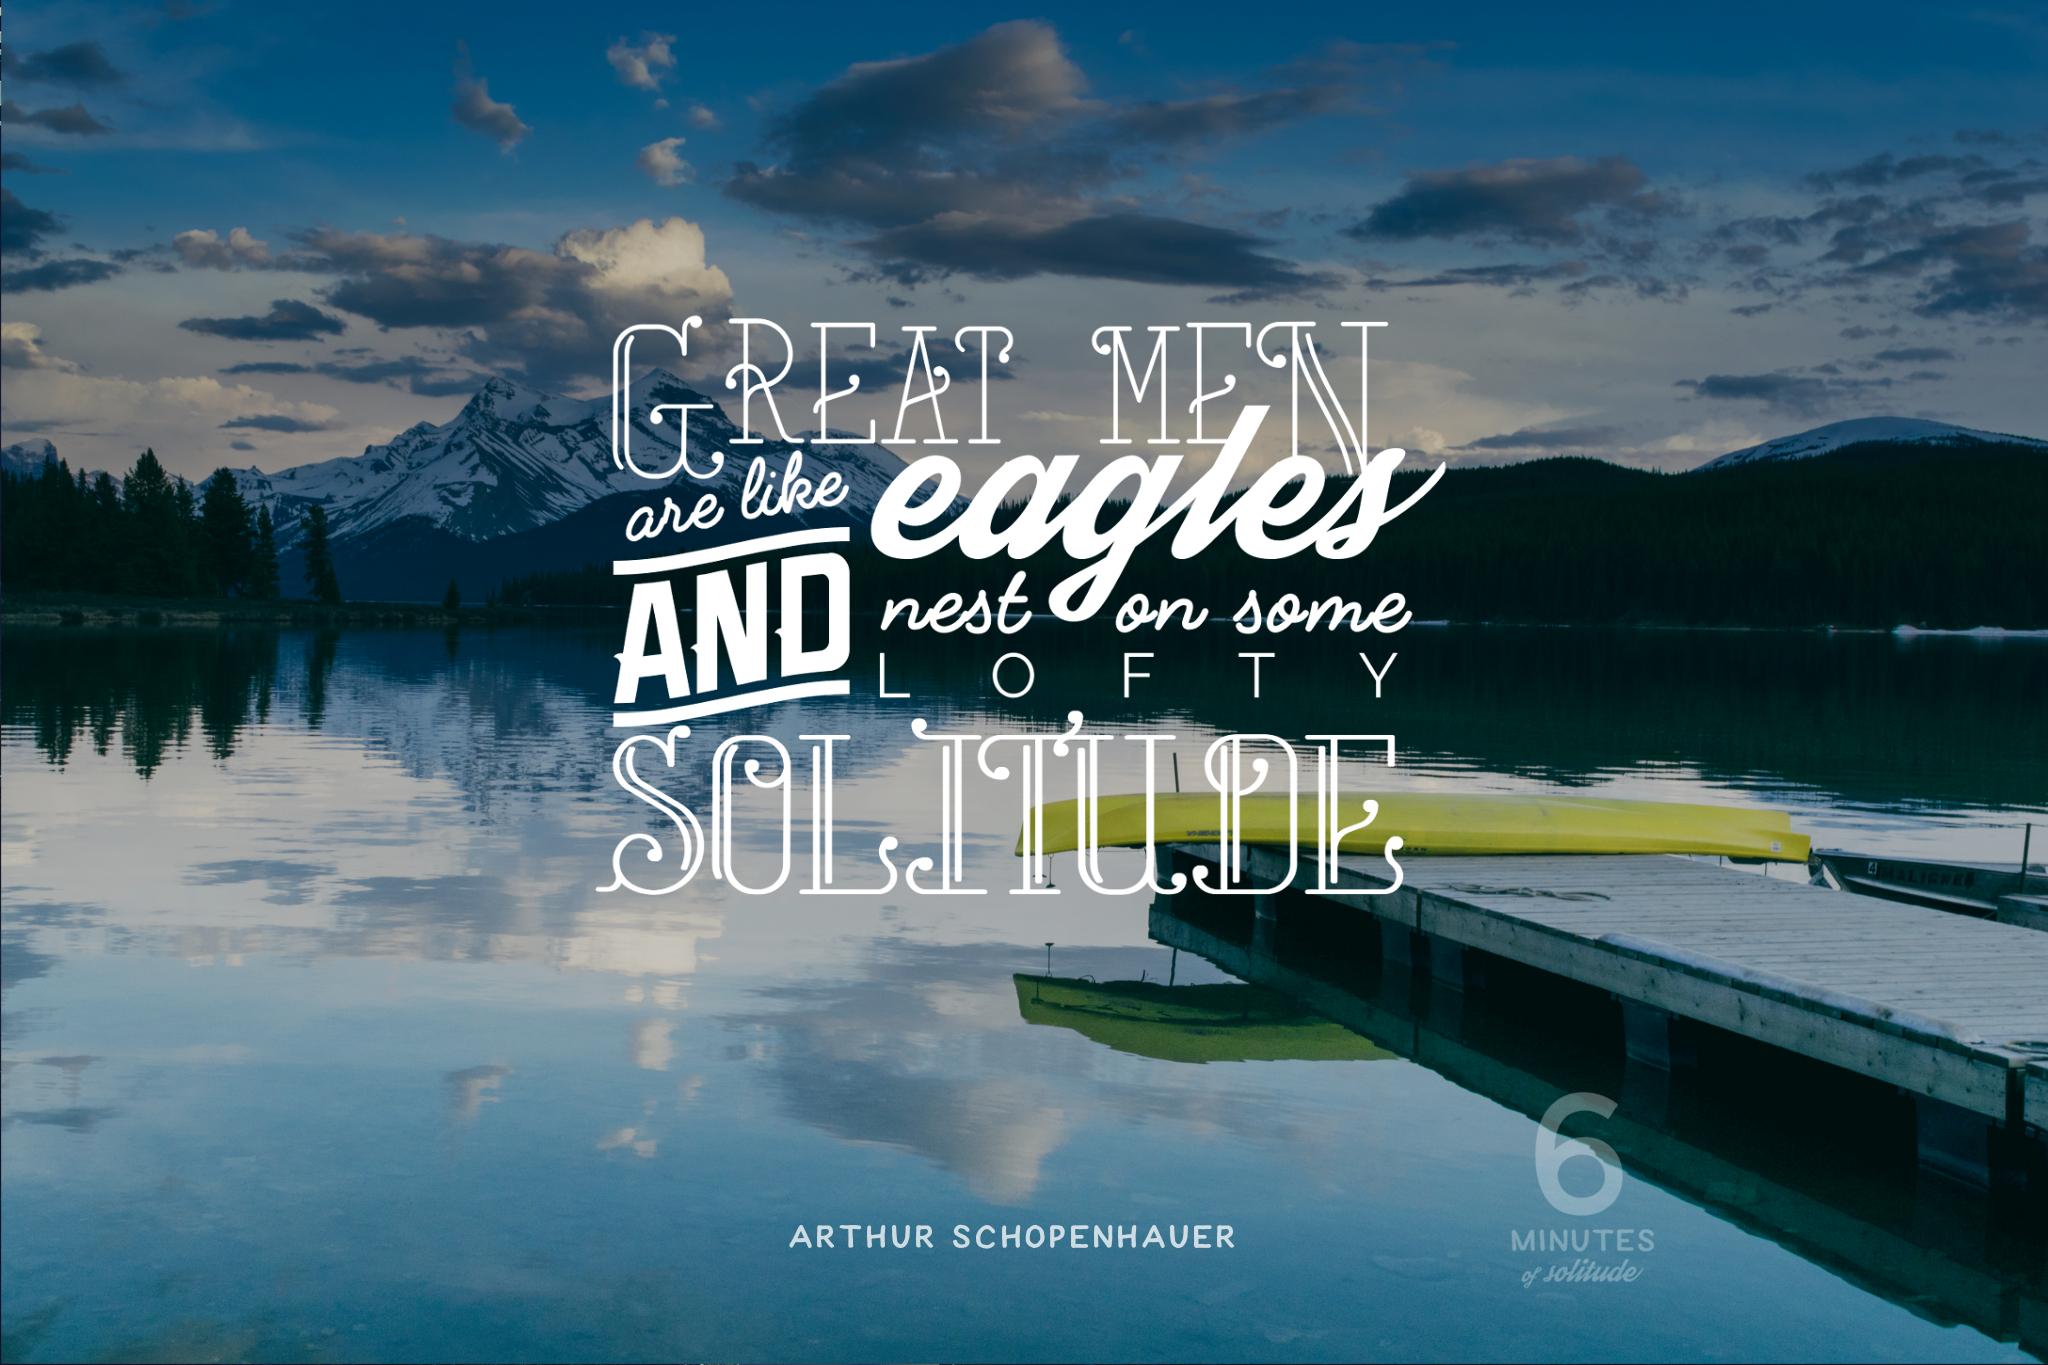 GREAT MEN
are like eagles
AND nest on some
LOFTY
SOLITUDE
ARTHUR SCHOPENHAUER
6
MINUTES
of solitude